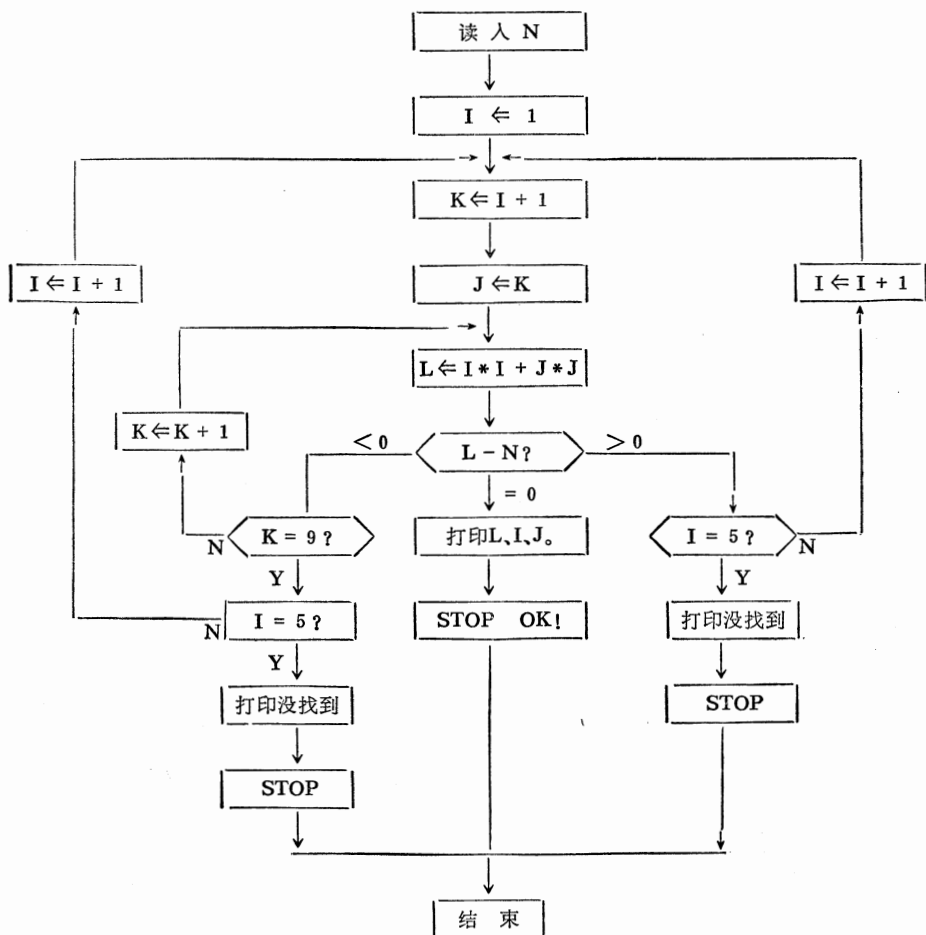 读 入 N
I ⇐ 1
K⇐I + 1
I⇐I + 1
J⇐K
I⇐I + 1
L⇐I*I + J*J
K⇐K + 1
<0
L - N?
>0
= 0
N
K = 9 ?
打印L、I、J。
I = 5 ?
N
Y
Y
N
I = 5 ?
STOP OK!
打印没找到
Y
打印没找到
STOP
STOP
结 束